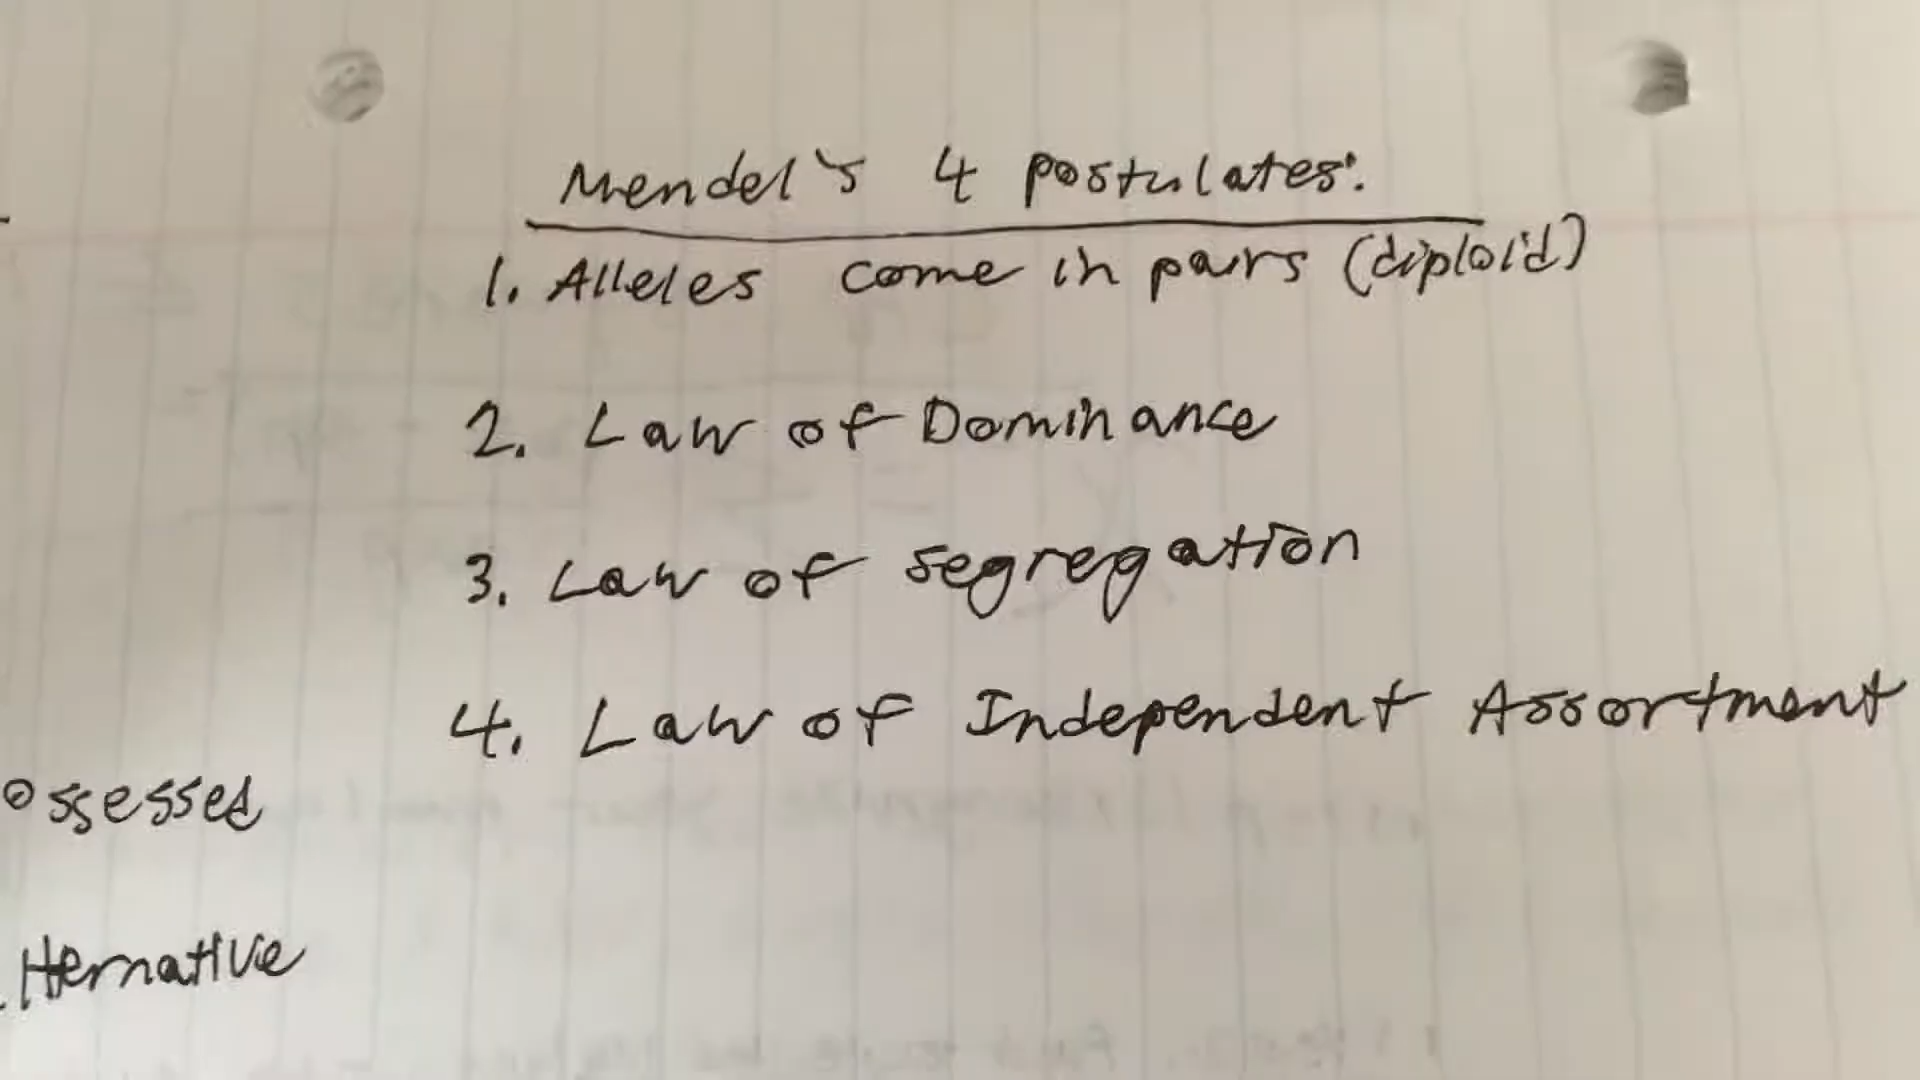 Mendel's 4 postulates:
1. Alleles come in pairs (diploid)
2. Law of Dominance
3. Law of segregation
4. Law of Independent Assortment
ossessed
lternative